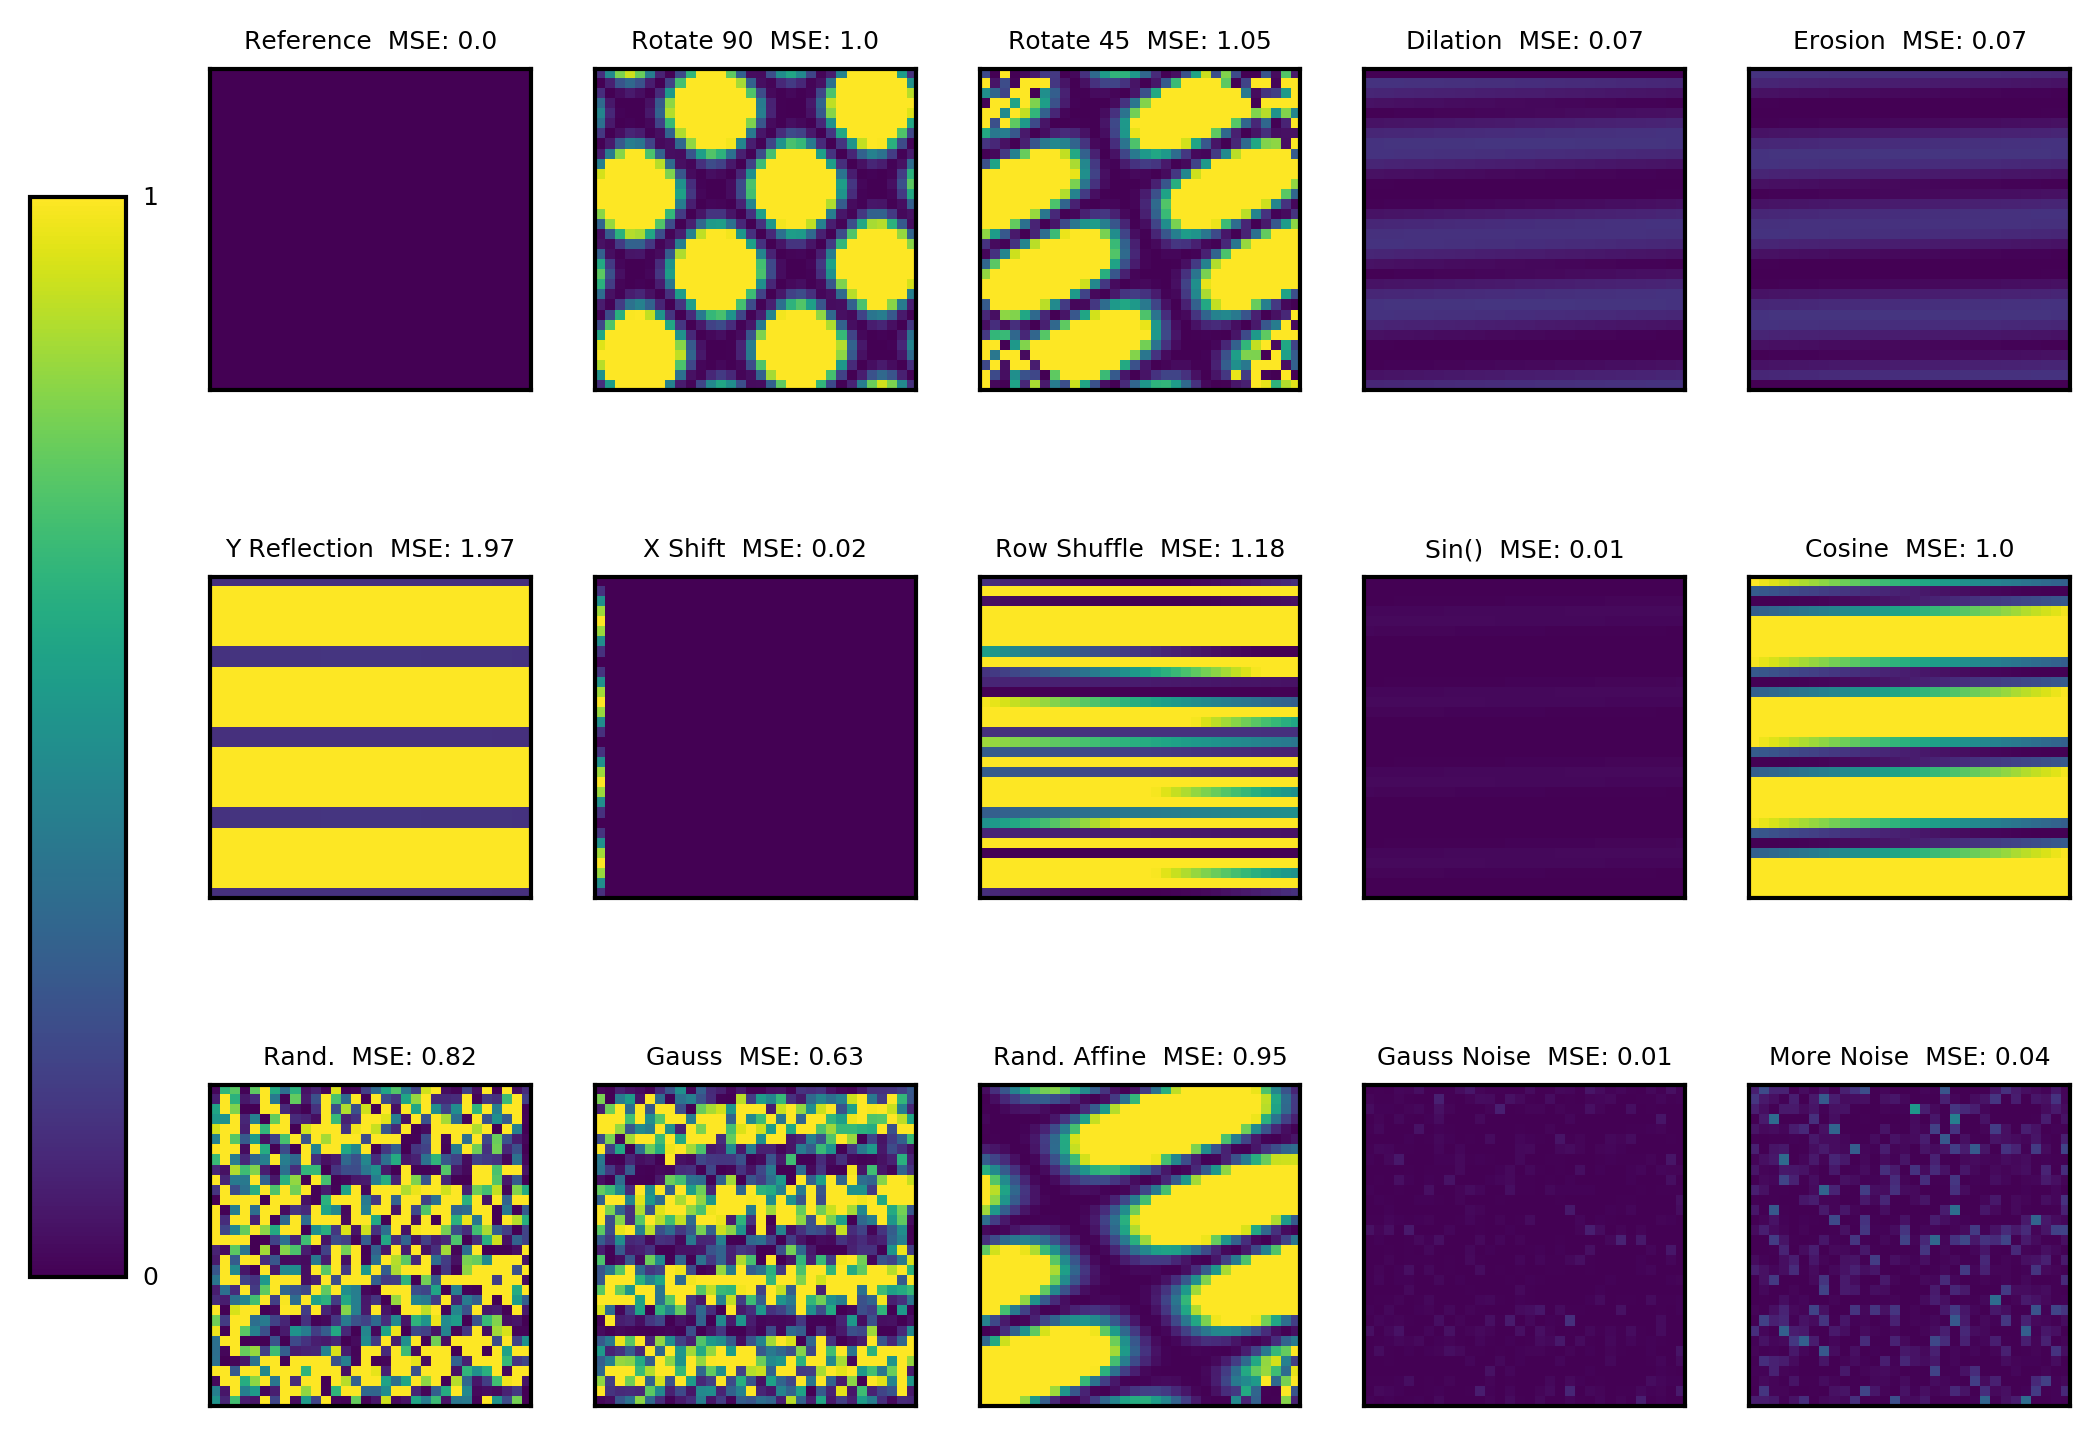 Reference  MSE: 0.0
Rotate 90  MSE: 1.0
Rotate 45  MSE: 1.05
Dilation  MSE: 0.07
Erosion  MSE: 0.07
1
Y Reflection  MSE: 1.97
X Shift  MSE: 0.02
Row Shuffle  MSE: 1.18
Sin()  MSE: 0.01
Cosine  MSE: 1.0
Rand.  MSE: 0.82
Gauss  MSE: 0.63
Rand. Affine  MSE: 0.95
Gauss Noise  MSE: 0.01
More Noise  MSE: 0.04
0